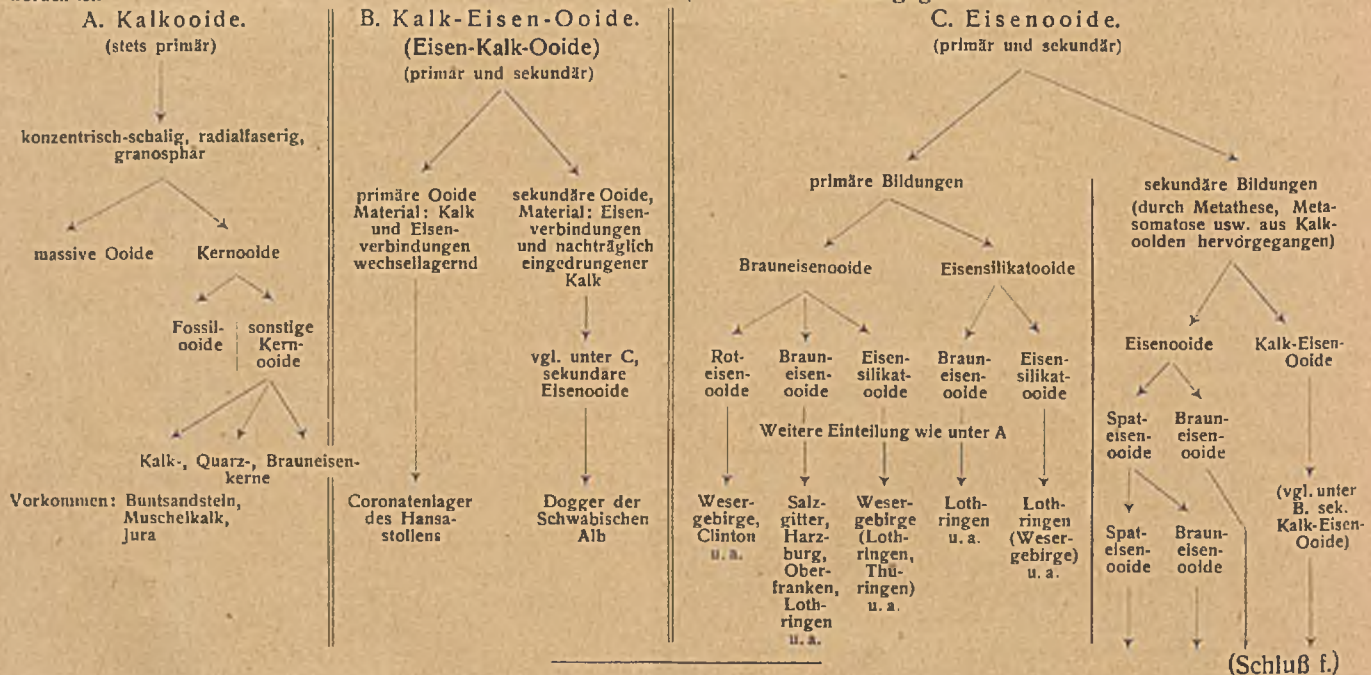 A. Kalkooide.
(stets primär)
konzentrisch-schalig, radialfaserig,
granosphär
massive Ooide
Kernooide
Fossil-
ooide
sonstige
Kern-
ooide
Kalk-, Quarz-, Brauneisen-
kerne
Vorkommen: Buntsandstein,
Muschelkalk,
Jura
B. Kalk-Eisen-Ooide.
(Eisen-Kalk-Ooide)
(primär und sekundär)
primäre Ooide
Material: Kalk
und Eisen-
verbindungen
wechsellagernd
sekundäre Ooide,
Material: Eisen-
verbindungen
und nachträglich
eingedrungener
Kalk
vgl. unter C,
sekundäre
Eisenooide
Coronatenlager
des Hansa-
stollens
Dogger der
Schwäbischen
Alb
C. Eisenooide.
(primär und sekundär)
primäre Bildungen
Brauneisenooide
Eisensilikatooide
Rot-
eisen-
ooide
Braun-
eisen-
ooide
Eisen-
silikat-
ooide
Braun-
eisen-
ooide
Eisen-
silikat-
ooide
Weitere Einteilung wie unter A
Weser-
gebirge,
Clinton
u. a.
Salz-
gitter,
Harz-
burg,
Ober-
franken,
Loth-
ringen
u. a.
Weser-
gebirge
(Loth-
ringen,
Thü-
ringen)
u. a.
Loth-
ringen
u. a.
Loth-
ringen
(Weser-
gebirge)
u. a.
sekundäre Bildungen
(durch Metathese, Meta-
somatose usw. aus Kalk-
ooiden hervorgegangen)
Eisenooide
Kalk-Eisen-
Ooide
Spat-
eisen-
ooide
Braun-
eisen-
ooide
Spat-
eisen-
ooide
Braun-
eisen-
ooide
(vgl. unter
B. sek.
Kalk-Eisen-
Ooide)
(Schluß f.)